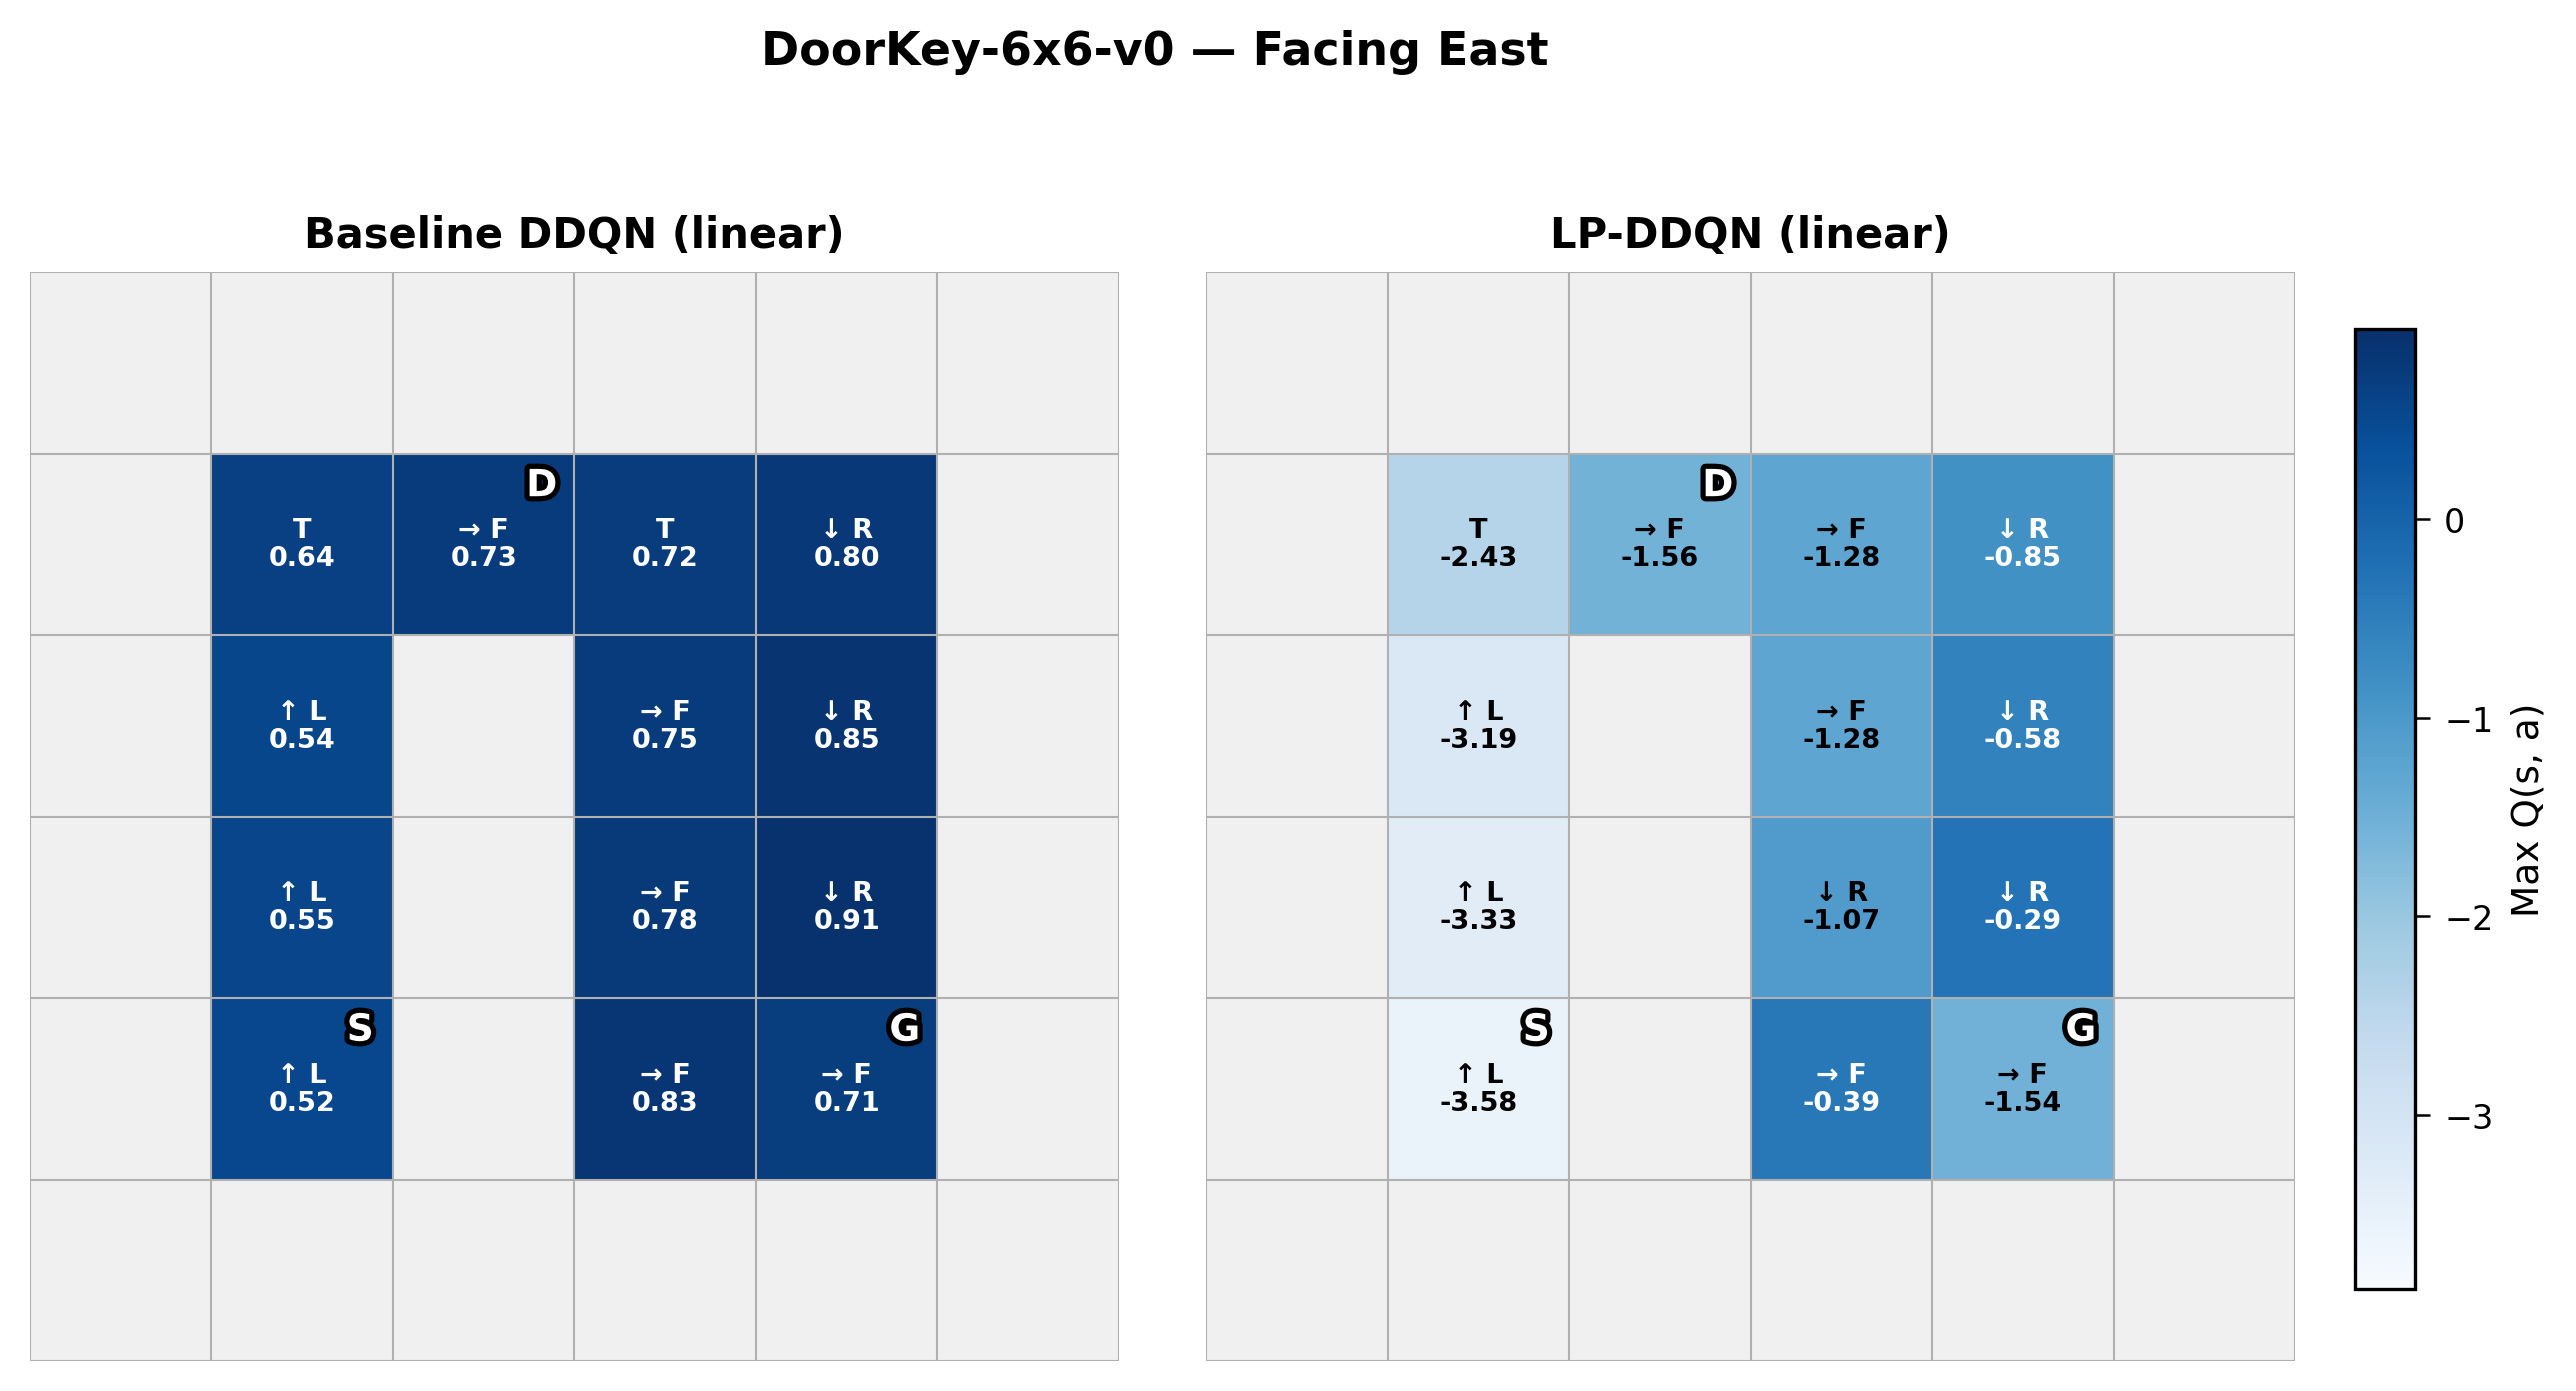 DoorKey-6x6-v0 — Facing East
Baseline DDQN (linear)
D
T
→ F
T
↓ R
0.64
0.73
0.72
0.80
↑ L
→ F
↓ R
0.54
0.75
0.85
↑ L
→ F
↓ R
0.55
0.78
0.91
S
G
↑ L
→ F
→ F
0.52
0.83
0.71
LP-DDQN (linear)
D
T
→ F
→ F
↓ R
-2.43
-1.56
-1.28
-0.85
↑ L
→ F
↓ R
-3.19
-1.28
-0.58
↑ L
↓ R
↓ R
-3.33
-1.07
-0.29
S
G
↑ L
→ F
→ F
-3.58
-0.39
-1.54
0
−1
−2
−3
Max Q(s, a)